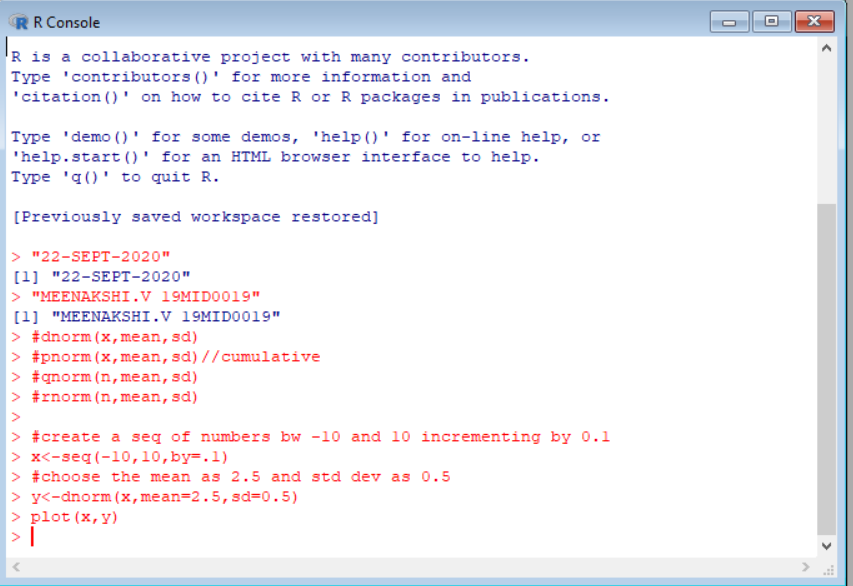 R Console
R is a collaborative project with many contributors.
Type 'contributors()' for more information and
'citation()' on how to cite R or R packages in publications.
Type 'demo()' for some demos, 'help()' for on-line help, or
'help.start()' for an HTML browser interface to help.
Type 'q()' to quit R.
[Previously saved workspace restored]
> "22-SEPT-2020"
[1] "22-SEPT-2020"
> "MEENAKSHI.V 19MID0019"
[1] "MEENAKSHI.V 19MID0019"
> #dnorm(x,mean,sd)
> #pnorm(x,mean,sd)//cumulative
> #qnorm(n,mean,sd)
> #rnorm(n,mean,sd)
>
> #create a seq of numbers bw -10 and 10 incrementing by 0.1
> x<-seq(-10,10,by=.1)
> #choose the mean as 2.5 and std dev as 0.5
> y<-dnorm(x,mean=2.5,sd=0.5)
> plot(x,y)
>